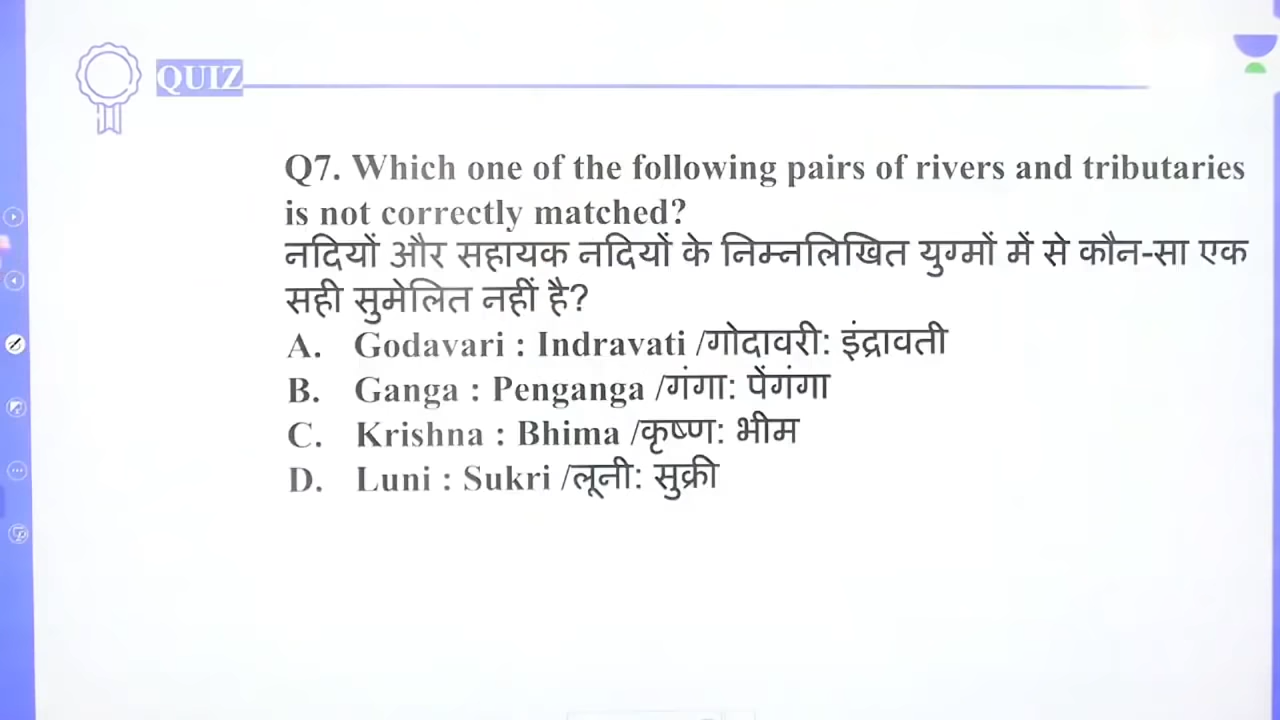 QUIZ
Q7. Which one of the following pairs of rivers and tributaries
is not correctly matched?
नदियों और सहायक नदियों के निम्नलिखित युग्मों में से कौन-सा एक
सही सुमेलित नहीं है?
A. Godavari : Indravati /गोदावरी: इंद्रावती
B. Ganga : Penganga /गंगा: पेंगंगा
C. Krishna : Bhima /कृष्ण: भीम
D. Luni : Sukri /लूनी: सुक्री